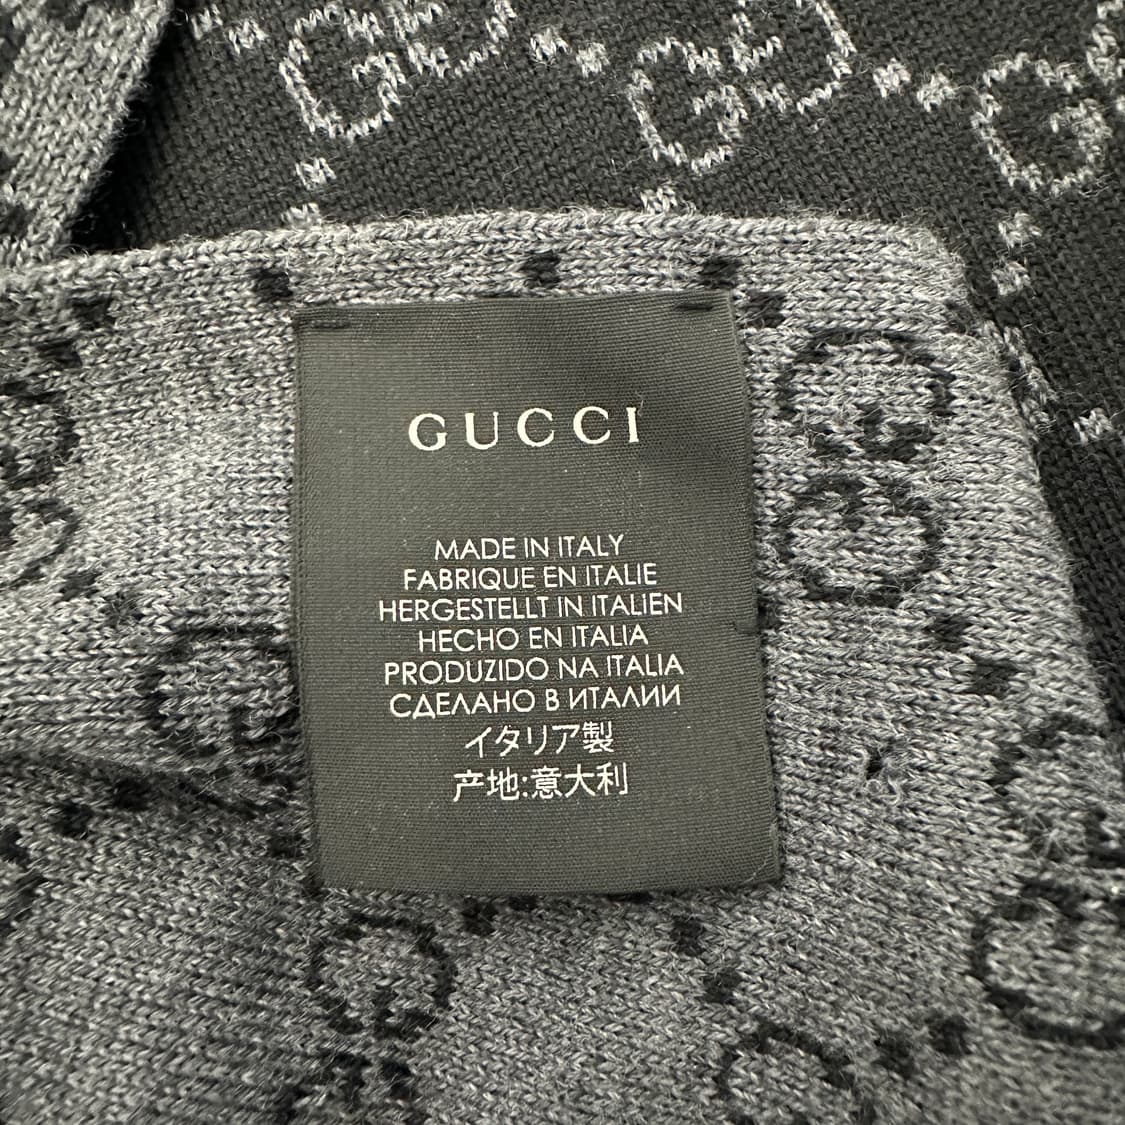 GUCCI
MADE IN ITALY
FABRIQUE EN ITALIE
HERGESTELLT IN ITALIEN
HECHO EN ITALIA
PRODUZIDO NA ITALIA
СДЕЛАНО В ИТАЛИИ
イタリア製
产地:意大利